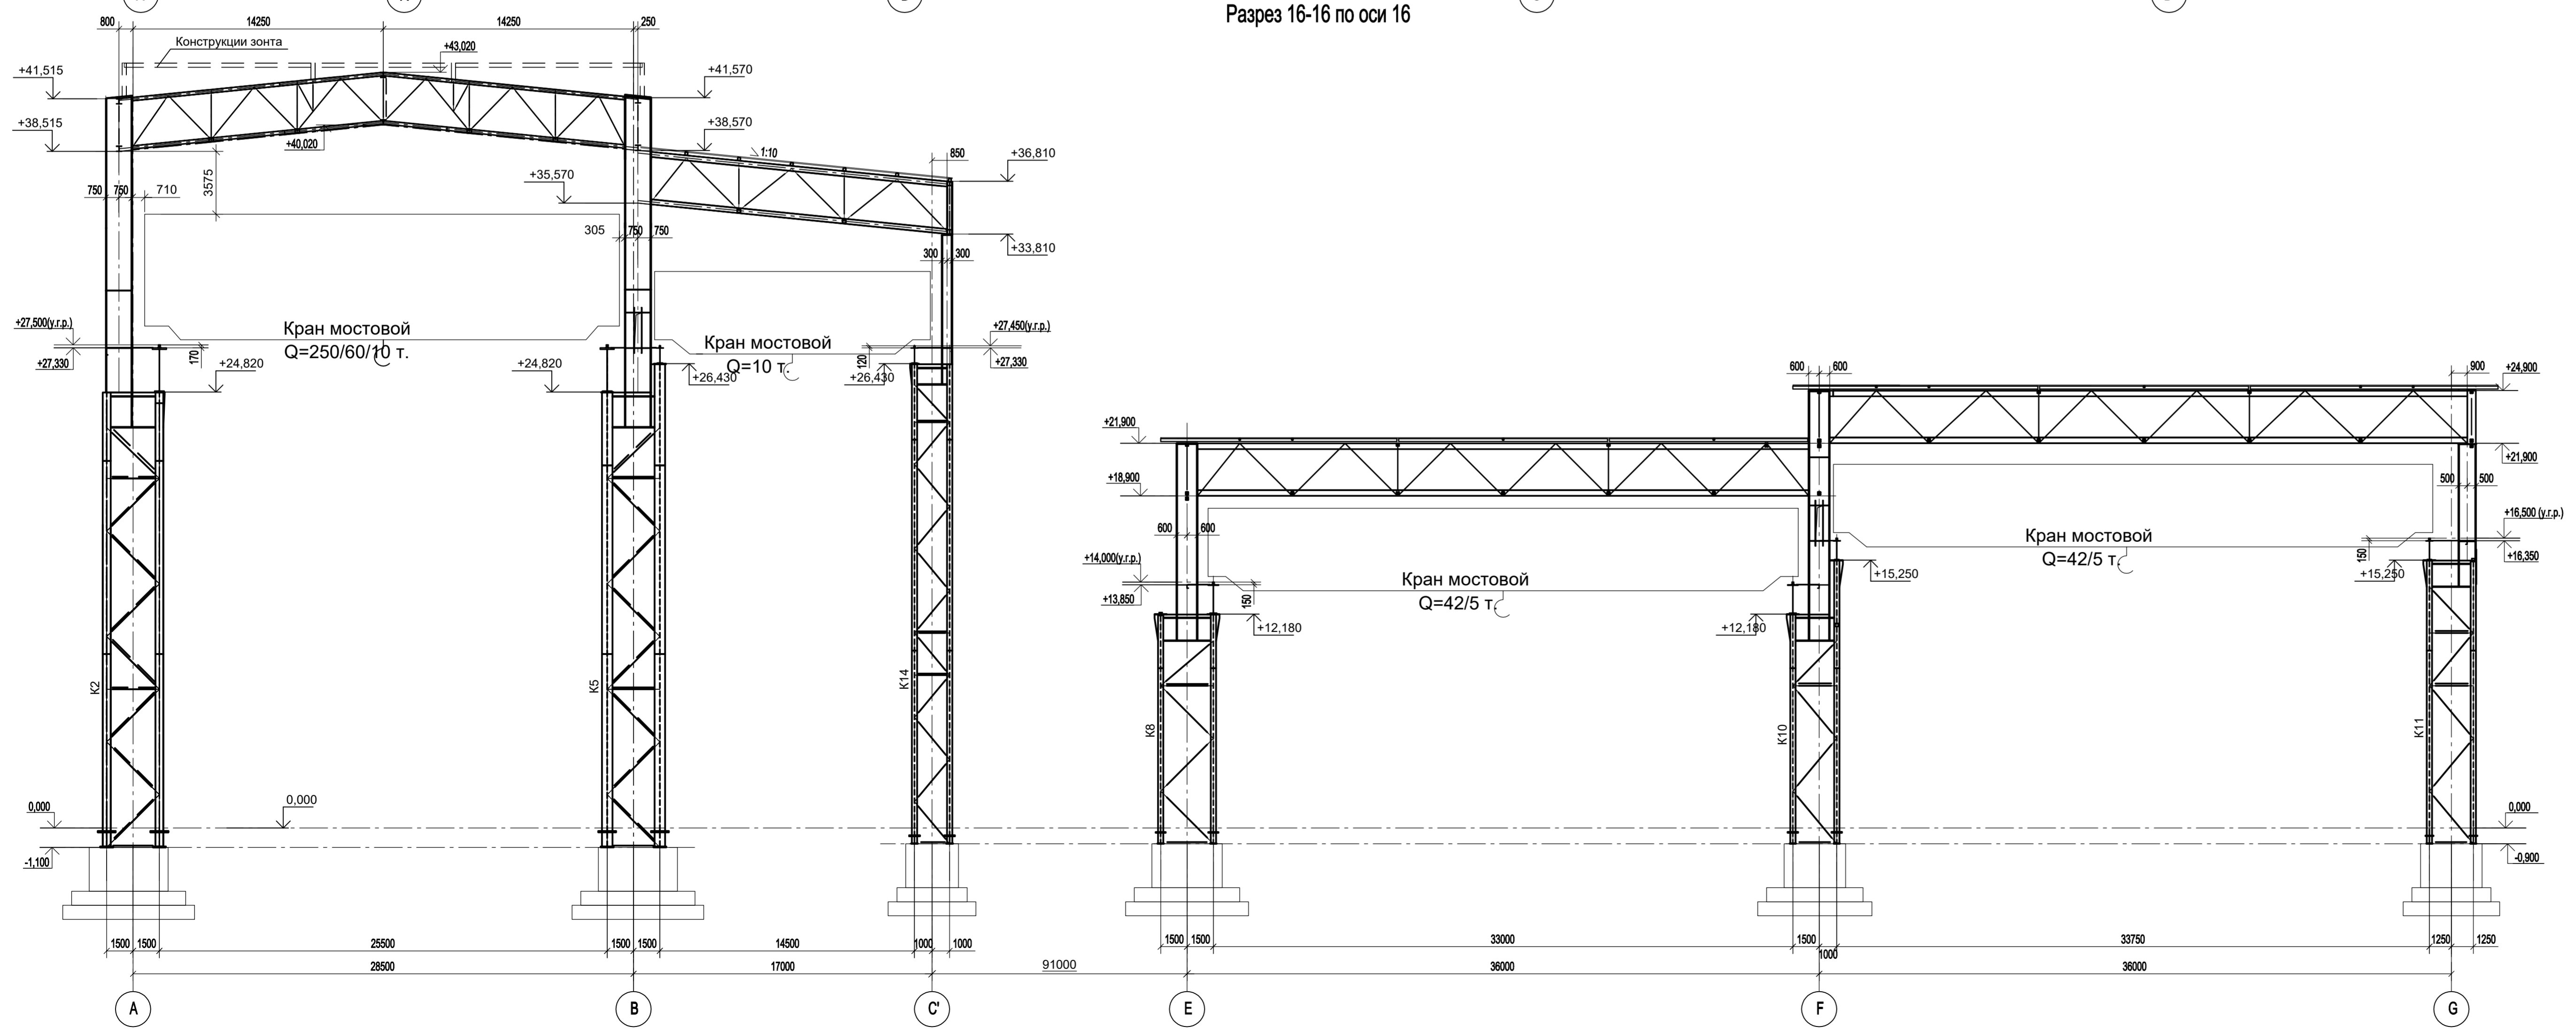 Разрез 16-16 по оси 16
800 14250 14250 250
Конструкции зонта
+43,020
+41,515
+41,570
+38,515
+38,570
+40,020
1:10
850
+36,810
+35,570
3575
750 750 710
305 750 750
+33,810
300 300
Кран мостовой
Q=250/60/10 т.
Кран мостовой
Q=10 т.
+27,500(у.г.р.)
+27,330
170
+24,820
+24,820
+26,430
120
+26,430
+27,450(у.г.р.)
+27,330
600 600
900
+24,900
+21,900
+21,900
+18,900
500 500
600 600
+14,000(у.г.р.)
+13,850
150
Кран мостовой
Q=42/5 т.
Кран мостовой
Q=42/5 т.
+16,500 (у.г.р.)
+16,350
150
+15,250
+15,250
+12,180
+12,180
К2
К5
К14
К8
К10
К11
0,000
0,000
-1,100
0,000
-0,900
1500 1500 25500 1500 1500 14500 1000 1000 1500 1500 33000 1500 1000 33750 1250 1250
28500 17000 91000 36000 36000
A B C' E F G